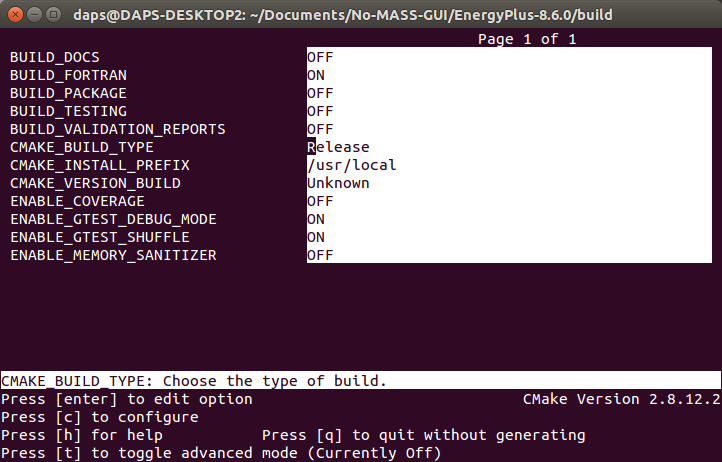 daps@DAPS-DESKTOP2: ~/Documents/No-MASS-GUI/EnergyPlus-8.6.0/build
Page 1 of 1
BUILD_DOCS OFF
BUILD_FORTRAN ON
BUILD_PACKAGE OFF
BUILD_TESTING OFF
BUILD_VALIDATION_REPORTS OFF
CMAKE_BUILD_TYPE Release
CMAKE_INSTALL_PREFIX /usr/local
CMAKE_VERSION_BUILD Unknown
ENABLE_COVERAGE OFF
ENABLE_GTEST_DEBUG_MODE ON
ENABLE_GTEST_SHUFFLE ON
ENABLE_MEMORY_SANITIZER OFF
CMAKE_BUILD_TYPE: Choose the type of build.
Press [enter] to edit option CMake Version 2.8.12.2
Press [c] to configure
Press [h] for help Press [q] to quit without generating
Press [t] to toggle advanced mode (Currently Off)